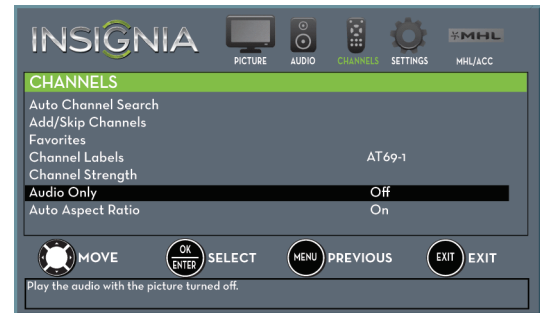 INSIGNIA
PICTURE AUDIO CHANNELS SETTINGS MHL MHL/ACC
CHANNELS
Auto Channel Search
Add/Skip Channels
Favorites
Channel Labels AT69-1
Channel Strength
Audio Only Off
Auto Aspect Ratio On
MOVE OK ENTER SELECT MENU PREVIOUS EXIT EXIT
Play the audio with the picture turned off.